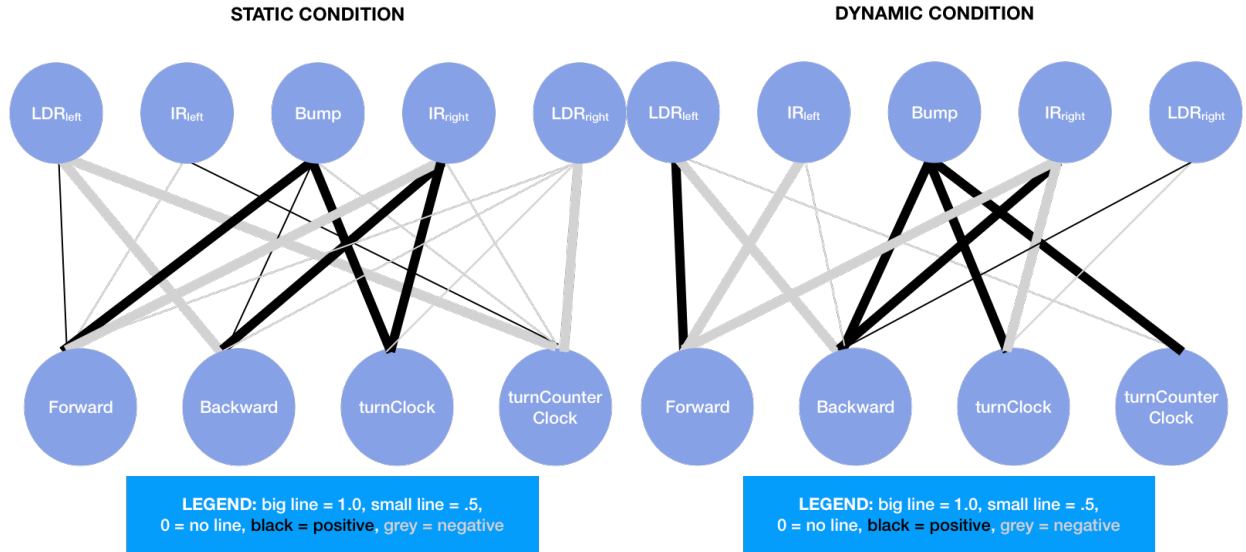 STATIC CONDITION
LDRleft
IRleft
Bump
IRright
LDRright
Forward
Backward
turnClock
turnCounter
Clock
LEGEND: big line = 1.0, small line = .5,
0 = no line, black = positive, grey = negative
DYNAMIC CONDITION
LDRleft
IRleft
Bump
IRright
LDRright
Forward
Backward
turnClock
turnCounter
Clock
LEGEND: big line = 1.0, small line = .5,
0 = no line, black = positive, grey = negative